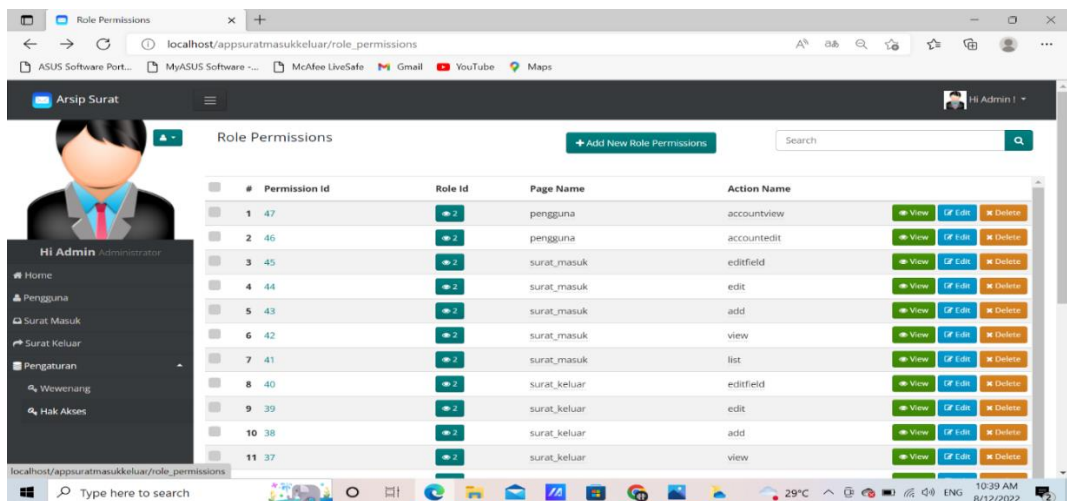 Role Permissions
localhost/appsuratmasukkeluar/role_permissions
ASUS Software Port... MyASUS Software -... McAfee LiveSafe Gmail YouTube Maps
Arsip Surat Hi Admin !
Role Permissions Add New Role Permissions Search
# Permission Id Role Id Page Name Action Name
1 47 2 pengguna accountview View Edit Delete
2 46 2 pengguna accountedit View Edit Delete
3 45 2 surat_masuk editfield View Edit Delete
4 44 2 surat_masuk edit View Edit Delete
5 43 2 surat_masuk add View Edit Delete
6 42 2 surat_masuk view View Edit Delete
7 41 2 surat_masuk list View Edit Delete
8 40 2 surat_keluar editfield View Edit Delete
9 39 2 surat_keluar edit View Edit Delete
10 38 2 surat_keluar add View Edit Delete
11 37 2 surat_keluar view View Edit Delete
Hi Admin Administrator
Home
Pengguna
Surat Masuk
Surat Keluar
Pengaturan
Wewenang
Hak Akses
localhost/appsuratmasukkeluar/role_permissions
Type here to search 29°C ENG 10:39 AM
8/12/2022 2